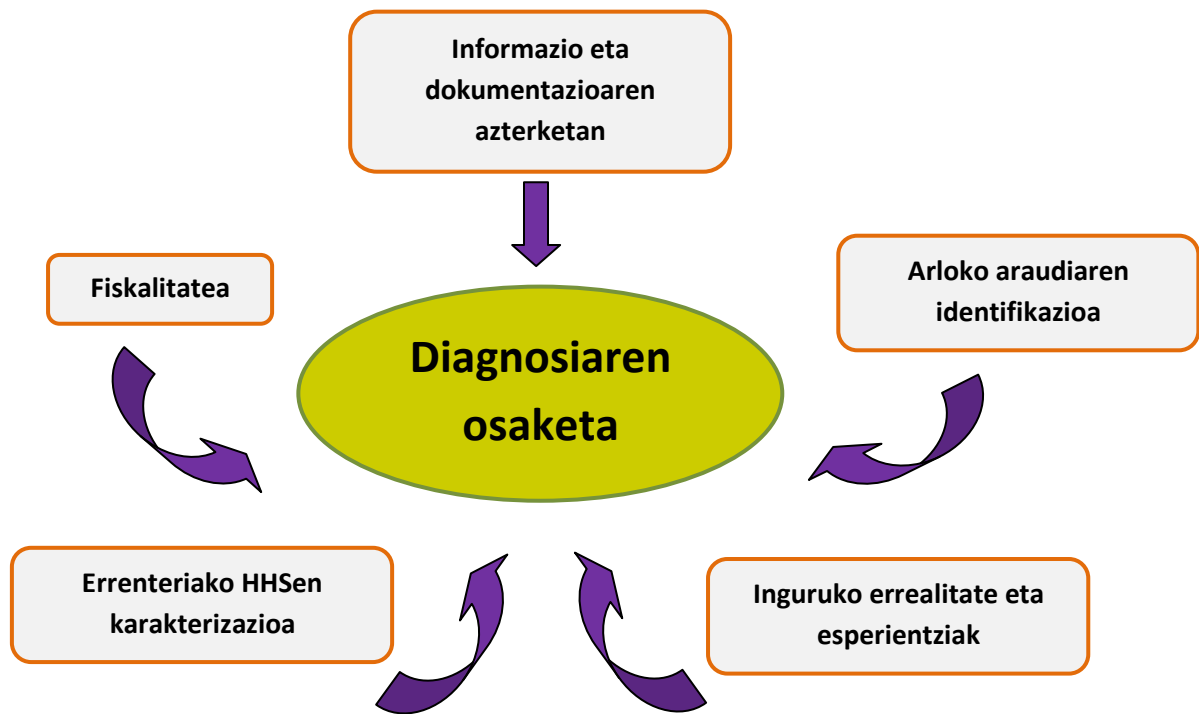 Informazio eta
dokumentazioaren
azterketan
Fiskalitatea
Arloko araudiaren
identifikazioa
Diagnosiaren
osaketa
Errenteriako HHSen
karakterizazioa
Inguruko errealitate eta
esperientziak